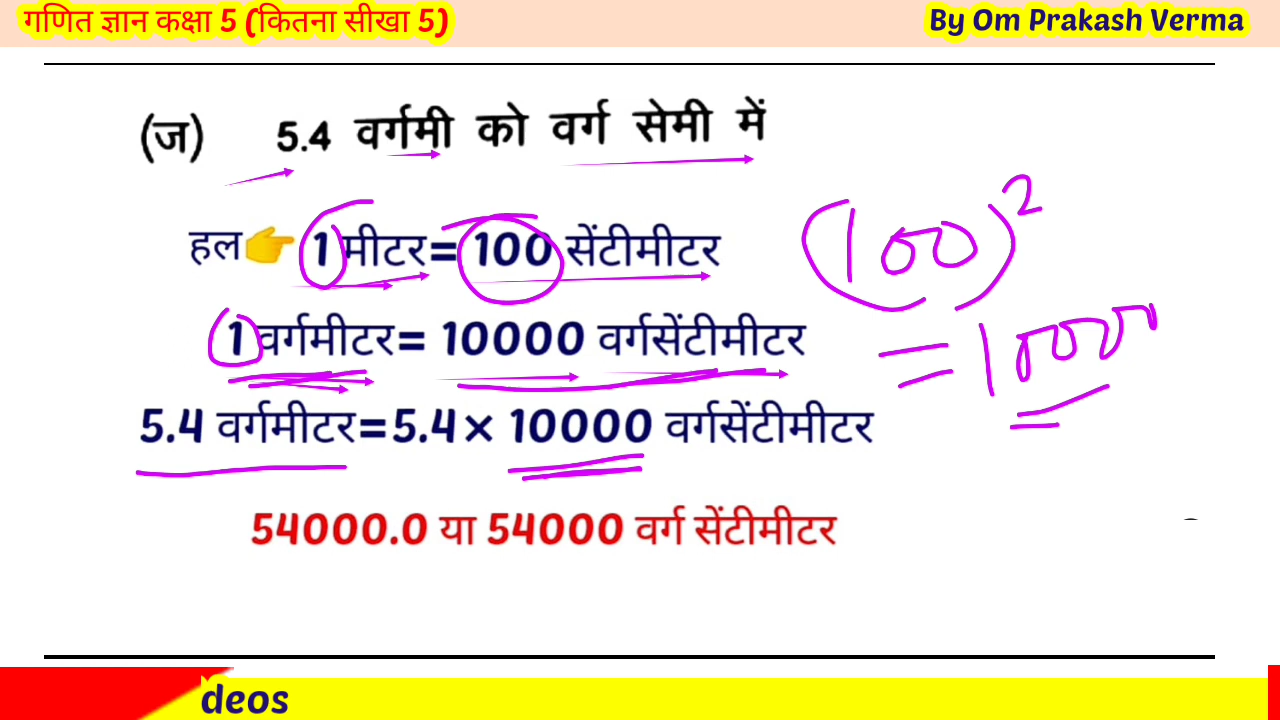 गणित ज्ञान कक्षा 5 (कितना सीखा 5)
By Om Prakash Verma
(ज) 5.4 वर्गमी को वर्ग सेमी में
हल👉 1 मीटर= 100 सेंटीमीटर
(100)²
1 वर्गमीटर= 10000 वर्गसेंटीमीटर
=10000
5.4 वर्गमीटर=5.4× 10000 वर्गसेंटीमीटर
54000.0 या 54000 वर्ग सेंटीमीटर
deos